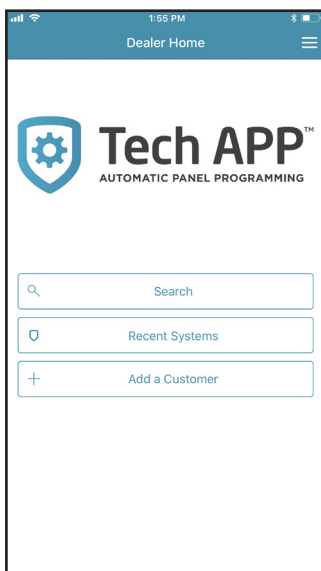 1:55 PM
Dealer Home
Tech APP™
AUTOMATIC PANEL PROGRAMMING
Search
Recent Systems
Add a Customer